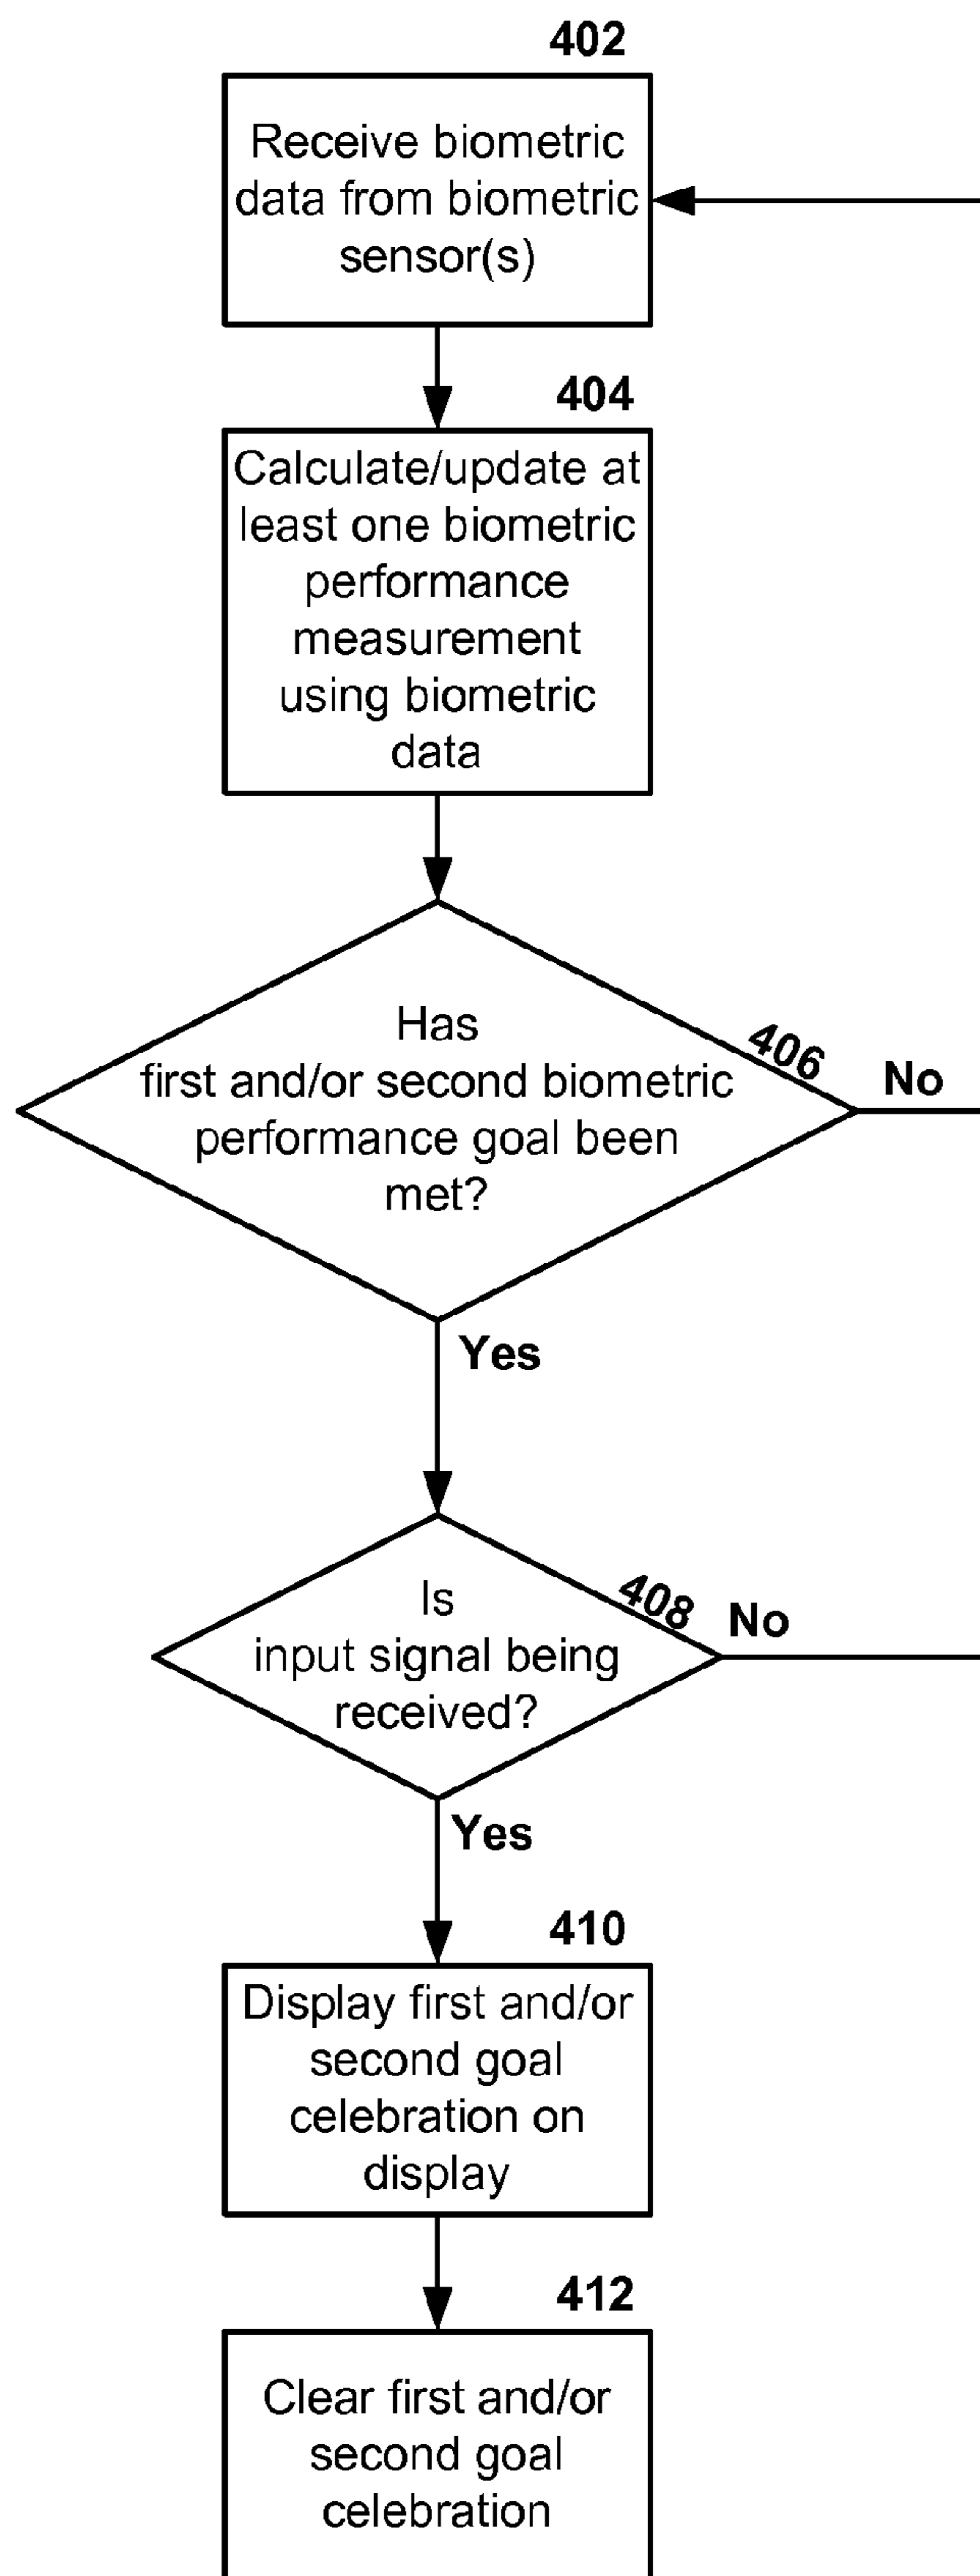 402
Receive biometric
data from biometric
sensor(s)
404
Calculate/update at
least one biometric
performance
measurement
using biometric
data
Has
first and/or second biometric
performance goal been
met?
406
No
Yes
Is
input signal being
received?
408
No
Yes
410
Display first and/or
second goal
celebration on
display
412
Clear first and/or
second goal
celebration